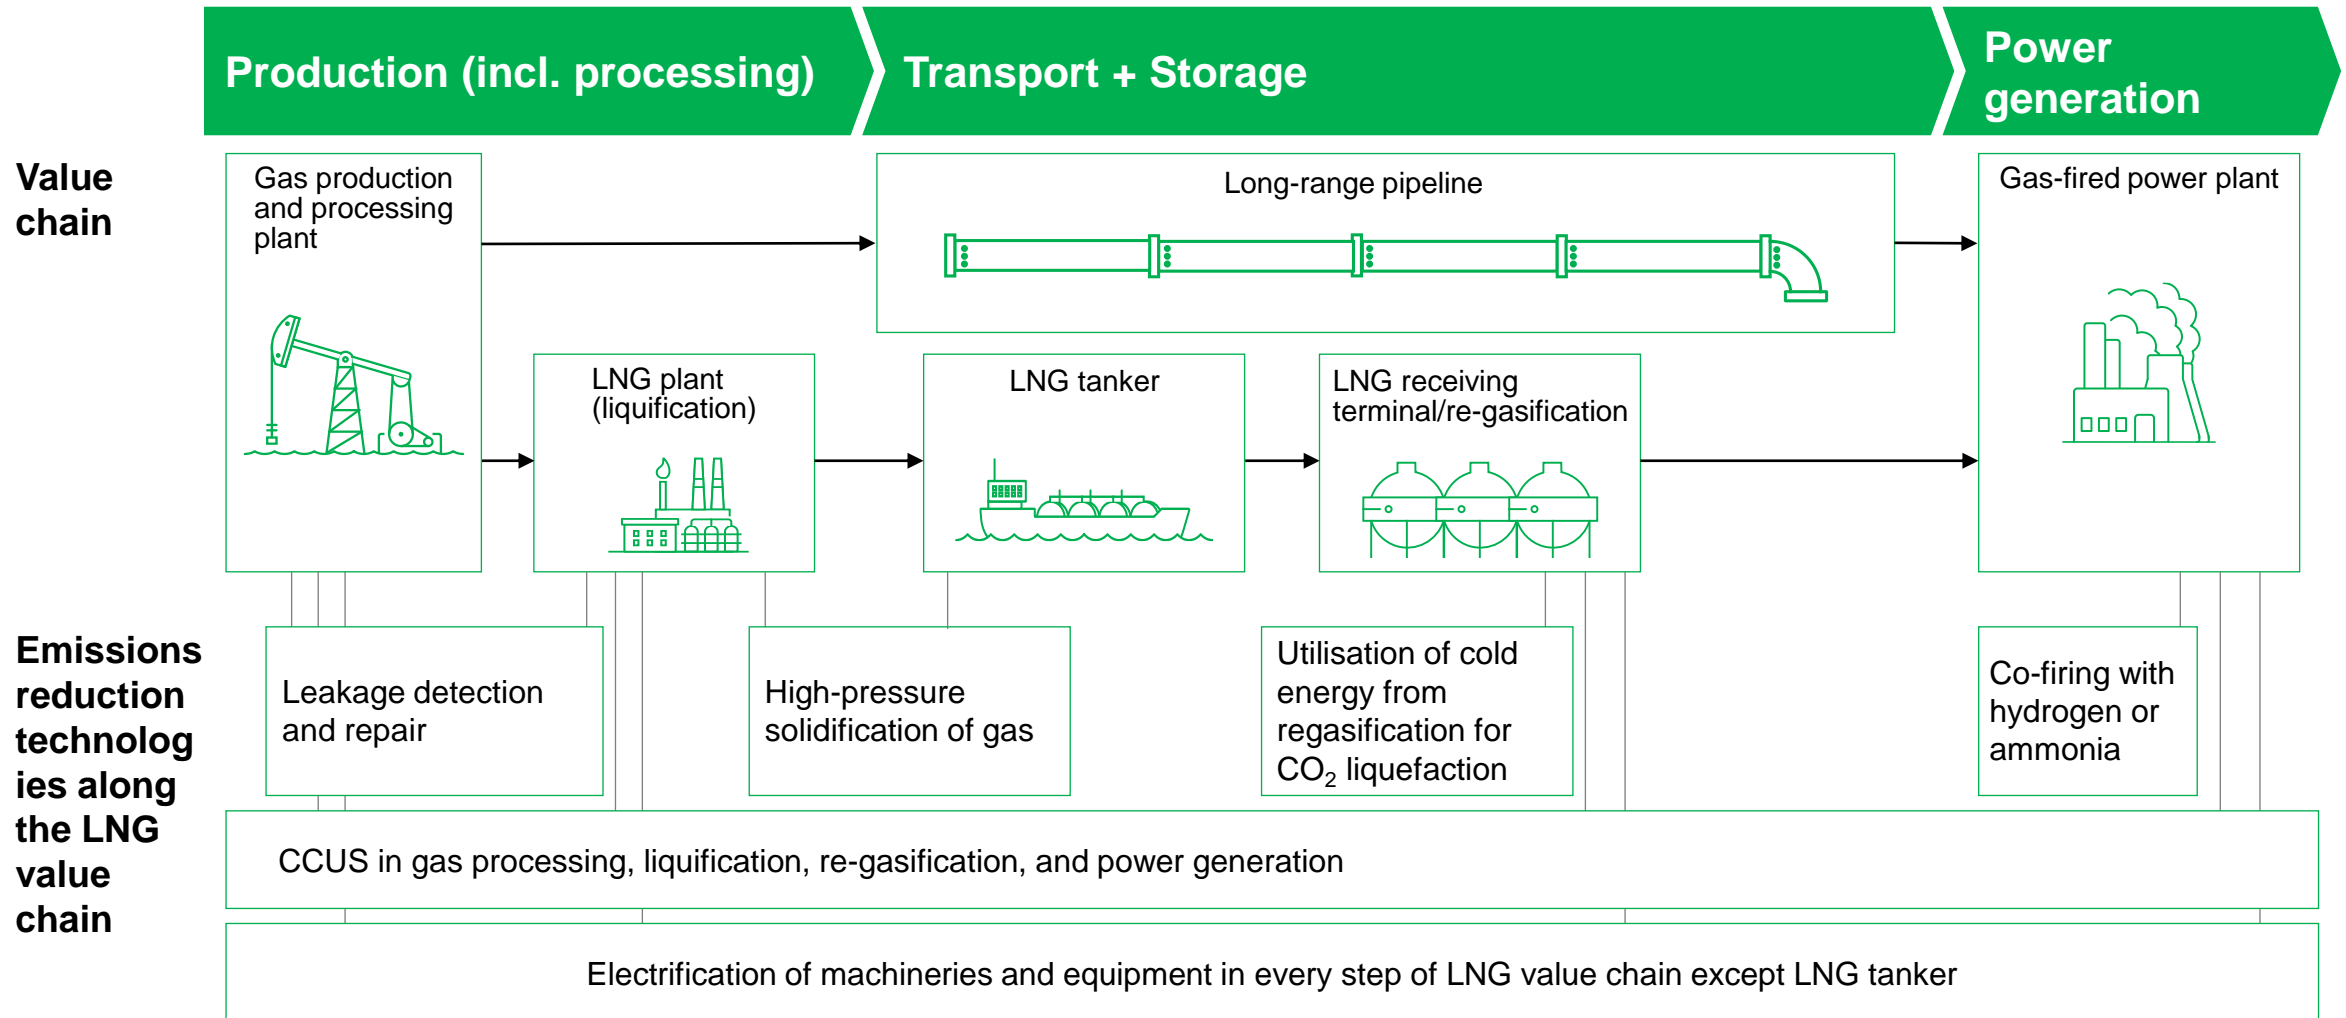 Production (incl. processing)
Transport + Storage
Power
generation
Value
chain
Gas production
and processing
plant
Long-range pipeline
Gas-fired power plant
LNG plant
(liquification)
LNG tanker
LNG receiving
terminal/re-gasification
Emissions
reduction
technolog
ies along
the LNG
value
chain
Leakage detection
and repair
High-pressure
solidification of gas
Utilisation of cold
energy from
regasification for
CO₂ liquefaction
Co-firing with
hydrogen or
ammonia
CCUS in gas processing, liquification, re-gasification, and power generation
Electrification of machineries and equipment in every step of LNG value chain except LNG tanker